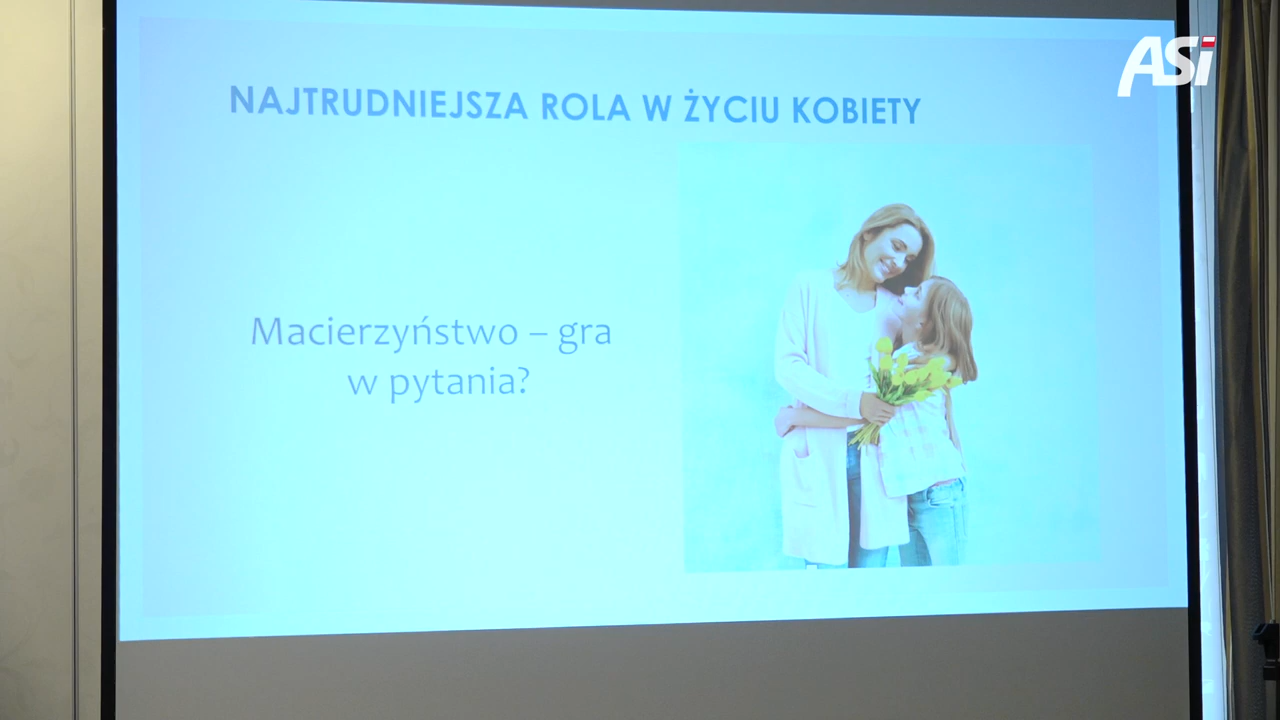 ASi
NAJTRUDNIEJSZA ROLA W ŻYCIU KOBIETY
Macierzyństwo – gra
w pytania?